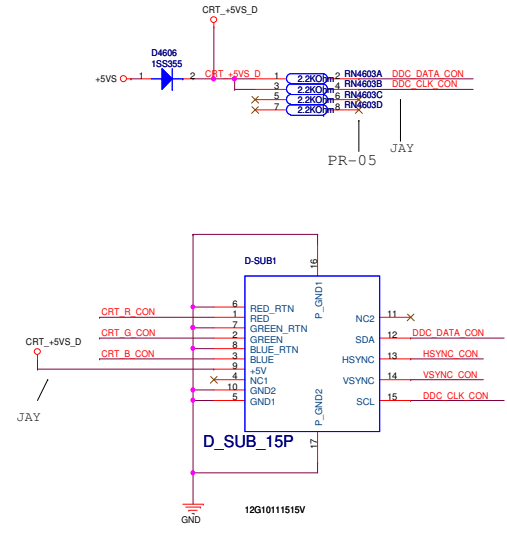 CRT_+5VS_D
D4606
1SS355
+5VS 1 2 CRT_+5VS_D
1 2.2KOhm 2 RN4603A DDC_DATA_CON
3 2.2KOhm 4 RN4603B DDC_CLK_CON
5 2.2KOhm 6 RN4603C
7 2.2KOhm 8 RN4603D
JAY
PR-05
D-SUB1
16
P_GND1
6 RED_RTN
CRT_R_CON 1 RED NC2 11
7 GREEN_RTN
CRT_G_CON 2 GREEN SDA 12 DDC_DATA_CON
8 BLUE_RTN
CRT_B_CON 3 BLUE HSYNC 13 HSYNC_CON
CRT_+5VS_D 9 +5V
4 NC1 VSYNC 14 VSYNC_CON
10 GND2
5 GND1 SCL 15 DDC_CLK_CON
P_GND2
17
JAY
D_SUB_15P
GND
12G10111515V